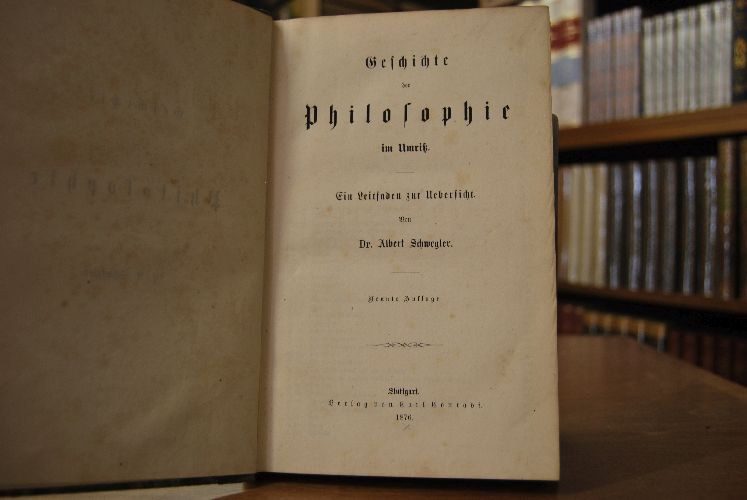 Geschichte
der
Philosophie
im Umriß.
Ein Leitfaden zur Uebersicht.
Von
Dr. Albert Schwegler.
Neunte Auflage
Stuttgart.
Verlag von Carl Conradi.
1876.